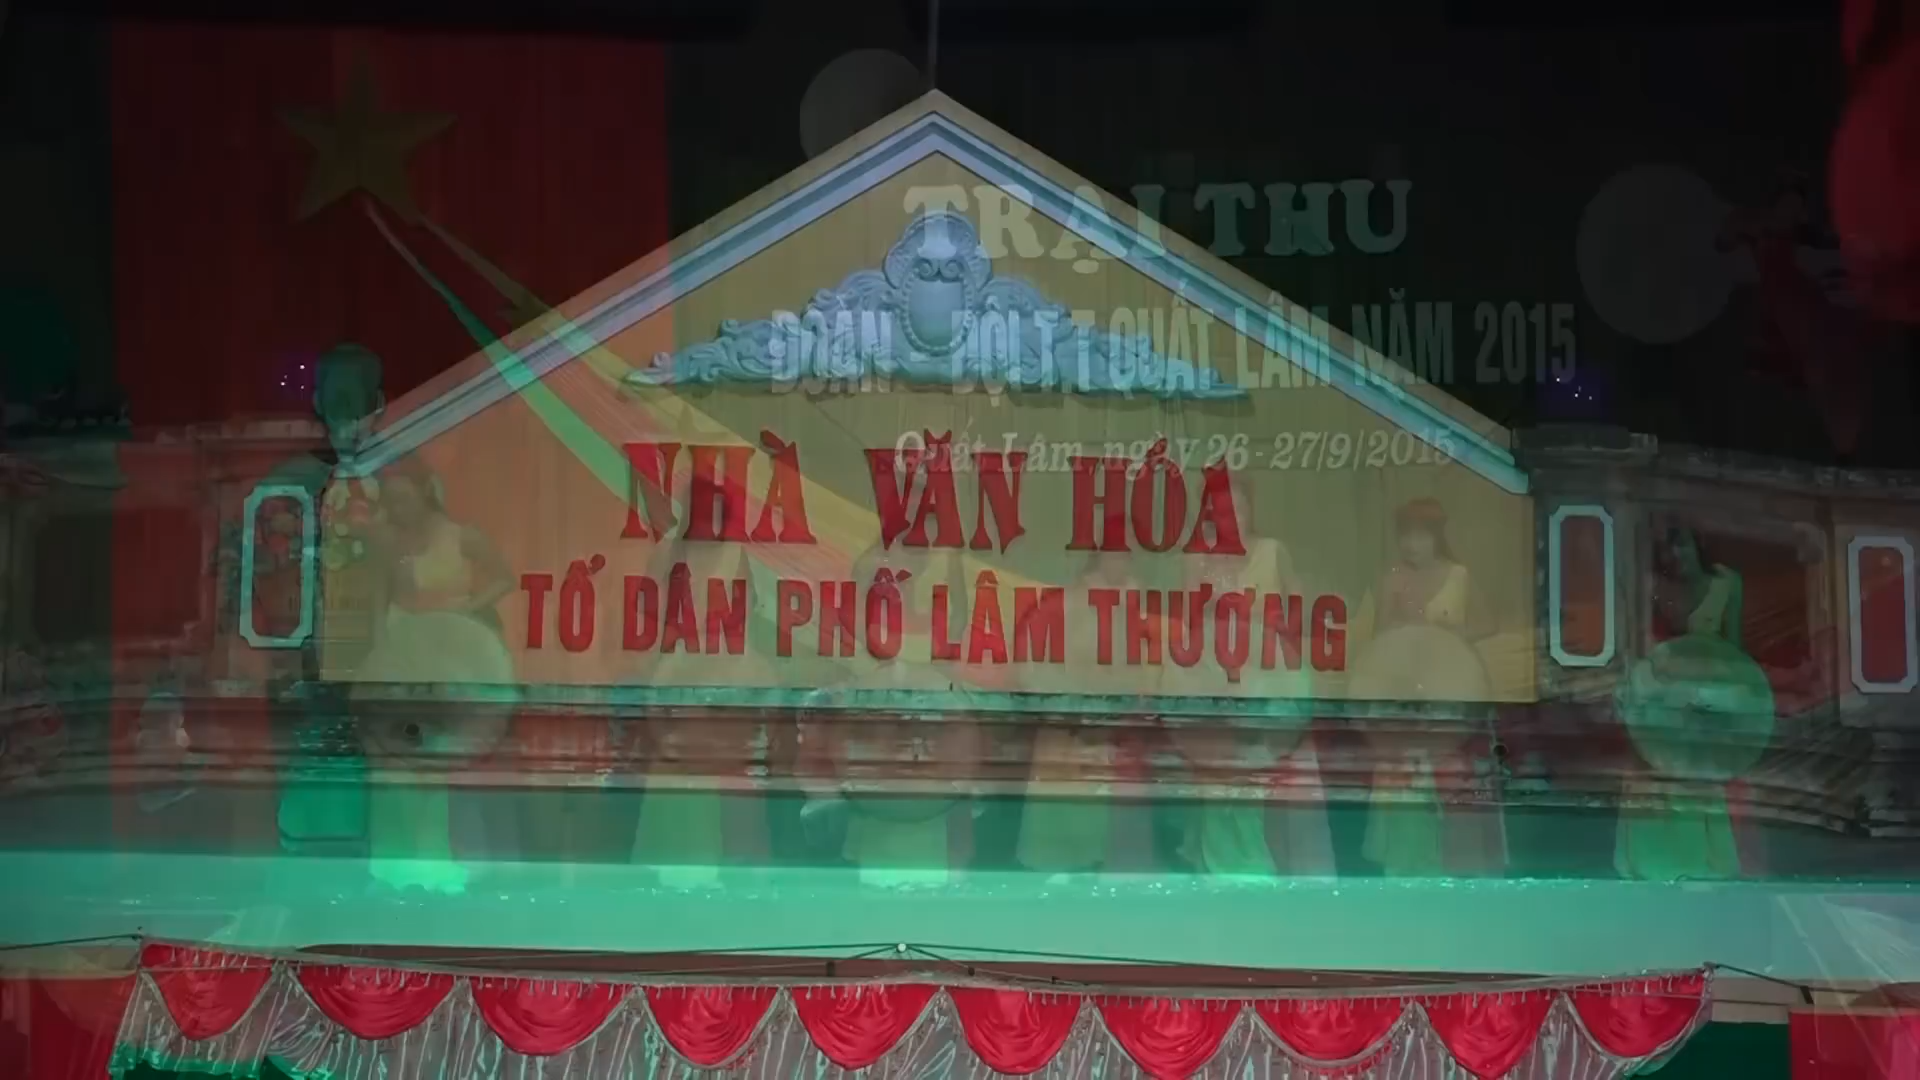 TRẠI THU
ĐOÀN - ĐỘI T.T QUẤT LÂM NĂM 2015
Quất Lâm, ngày 26-27/9/2015
NHÀ VĂN HÓA
TỔ DÂN PHỐ LÂM THƯỢNG